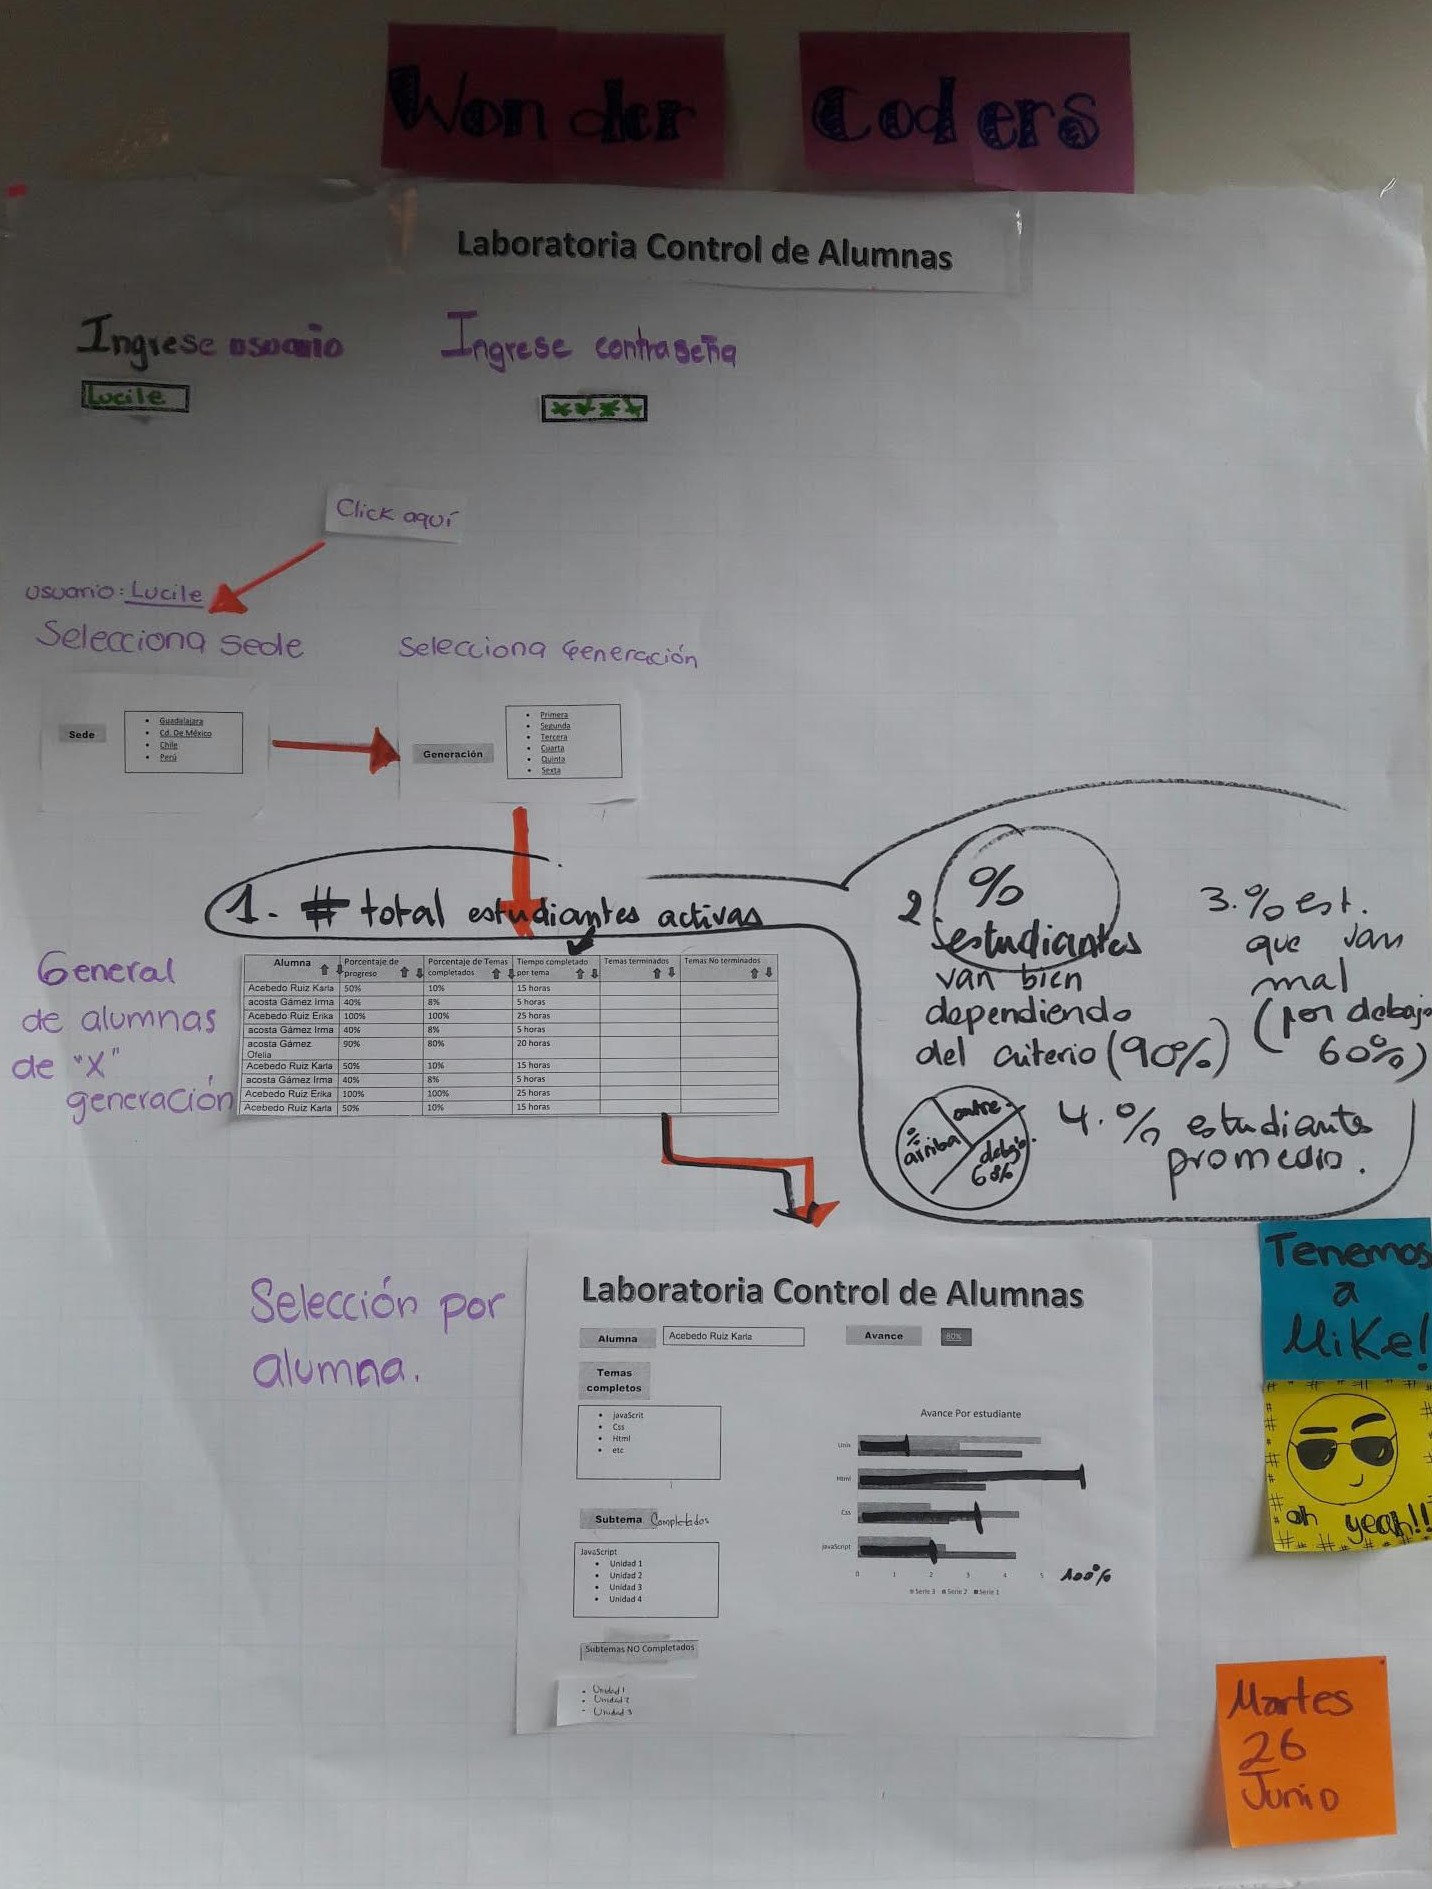 Wonder Coders
Laboratoria Control de Alumnas
Ingrese usuario
Ingrese contraseña
Lucile
****
Click aquí
usuario: Lucile
Selecciona sede
Selecciona Generación
Sede
• Guadalajara
• Cd. De México
• Chile
• Perú
Generación
• Primera
• Segunda
• Tercera
• Cuarta
• Quinta
• Sexta
1. # total estudiantes activas
2 % estudiantes
van bien
dependiendo
del criterio (90%)
3. % est.
que van
mal
(por debajo
60%)
% arriba
entre
debajo
60%
4. % estudiante
promedio.
General
de alumnas
de "X"
generación
Alumna Porcentaje de progreso Porcentaje de Temas completados Tiempo completado por tema Temas terminados Temas No terminados
Acebedo Ruiz Karla 50% 10% 15 horas
acosta Gámez Irma 40% 8% 5 horas
Acebedo Ruiz Erika 100% 100% 25 horas
acosta Gámez Irma 40% 8% 5 horas
acosta Gámez Ofelia 90% 80% 20 horas
Acebedo Ruiz Karla 50% 10% 15 horas
acosta Gámez Irma 40% 8% 5 horas
Acebedo Ruiz Erika 100% 100% 25 horas
Acebedo Ruiz Karla 50% 10% 15 horas
Selección por
alumna.
Laboratoria Control de Alumnas
Alumna Acebedo Ruiz Karla Avance 60%
Temas
completos
• javaScrit
• Css
• Html
• etc
Subtema Completados
JavaScript
• Unidad 1
• Unidad 2
• Unidad 3
• Unidad 4
Subtemas NO Completados
• Unidad 1
• Unidad 2
- Unidad 3
Avance Por estudiante
Unix
Html
Css
JavaScript
0 1 2 3 4 5 100%
Serie 3 Serie 2 Serie 1
Tenemos
a
Mike!
oh yeah!!
Martes
26
Junio